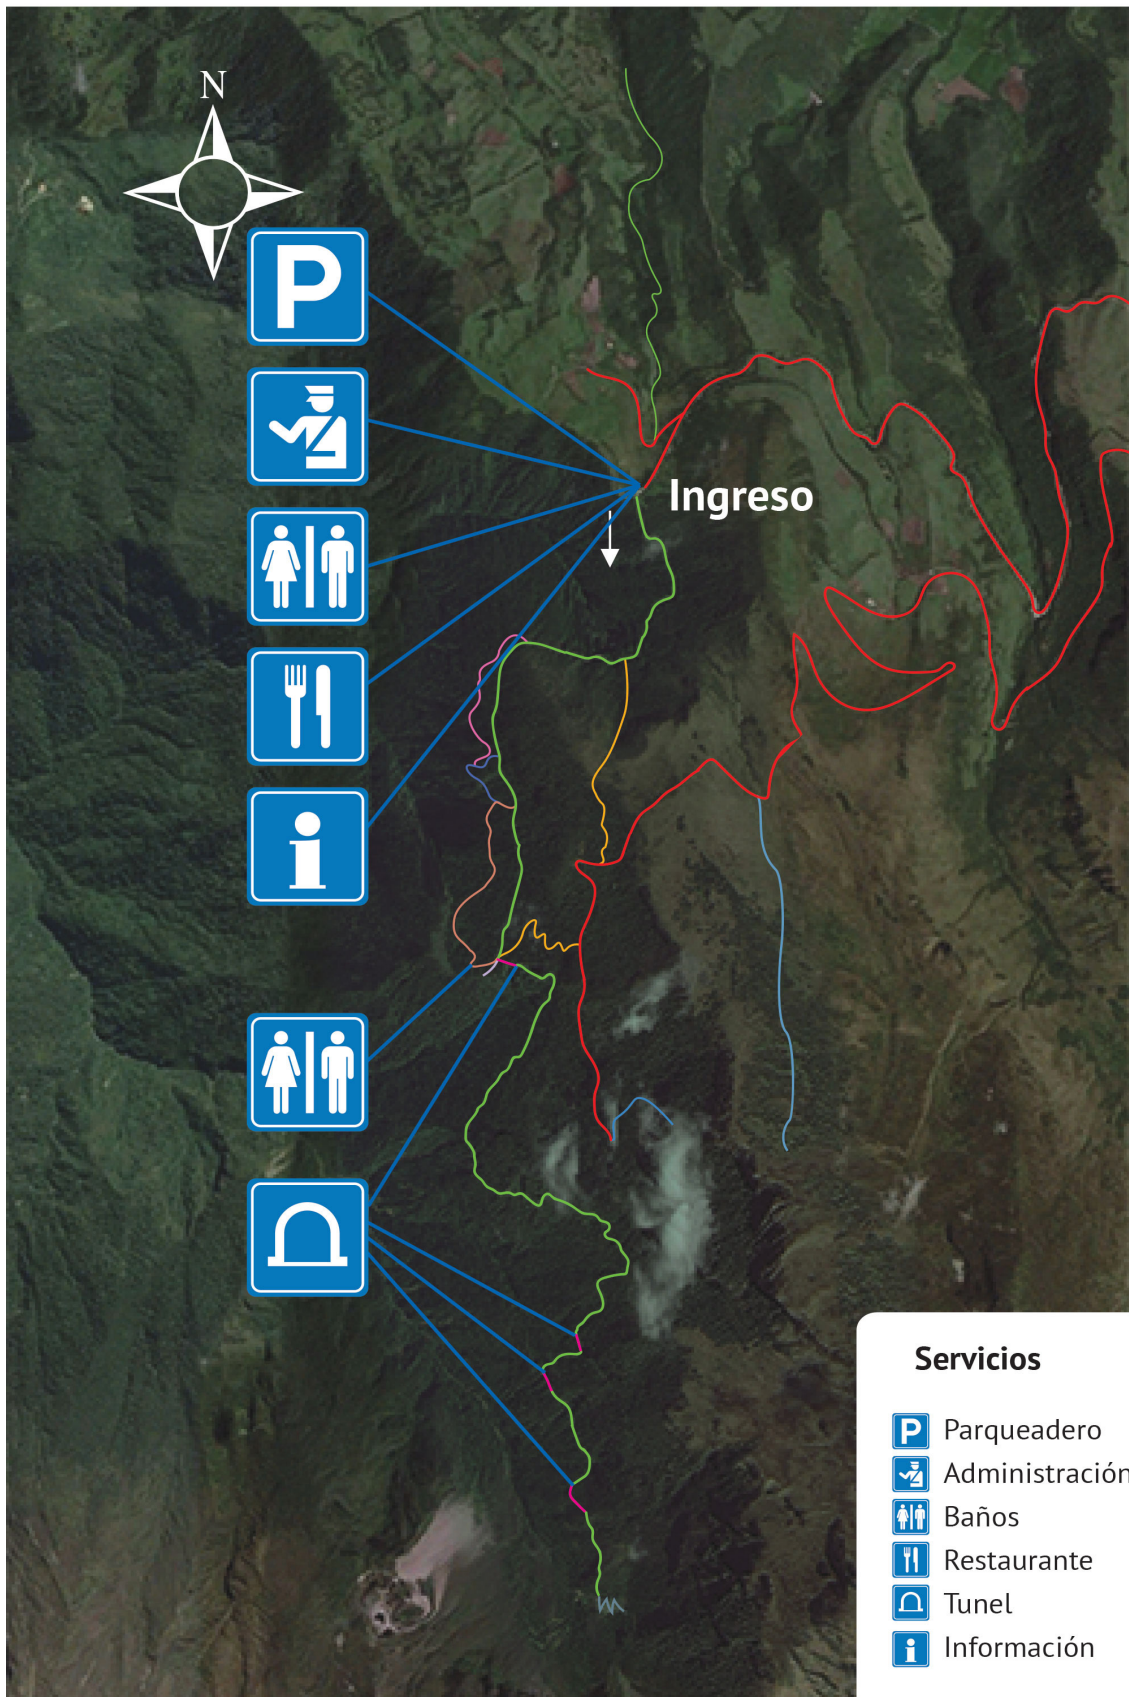 N
P
Ingreso
i
Servicios
P Parqueadero
Administración
Baños
Restaurante
Tunel
i Información